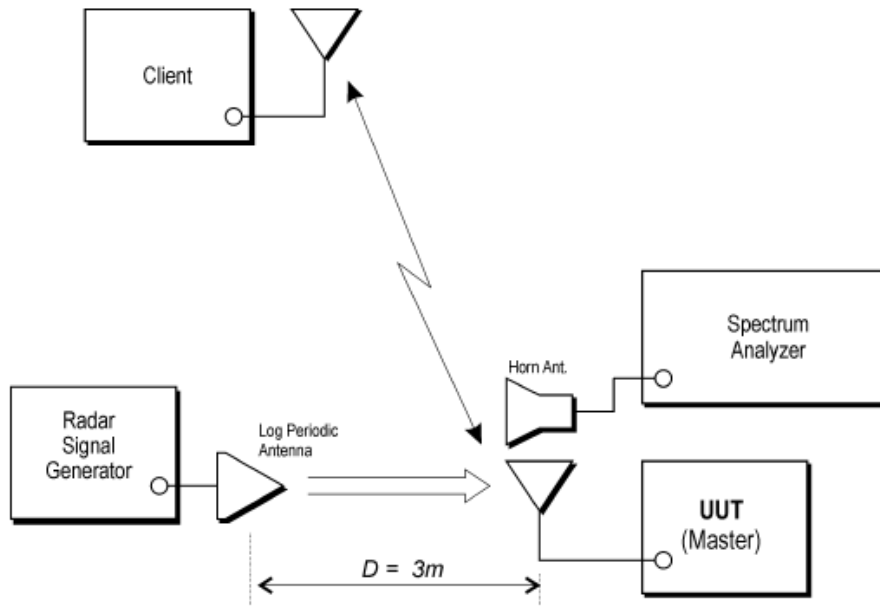 Client
Spectrum
Analyzer
Horn Ant.
Radar
Signal
Generator
Log Periodic
Antenna
UUT
(Master)
D = 3m